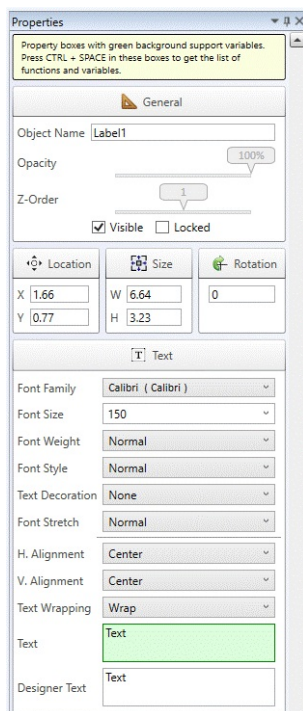 Properties
Property boxes with green background support variables.
Press CTRL + SPACE in these boxes to get the list of
functions and variables.
General
Object Name Label1
Opacity 100%
Z-Order 1
Visible Locked
Location Size Rotation
X 1.66 W 6.64 0
Y 0.77 H 3.23
Text
Font Family Calibri ( Calibri )
Font Size 150
Font Weight Normal
Font Style Normal
Text Decoration None
Font Stretch Normal
H. Alignment Center
V. Alignment Center
Text Wrapping Wrap
Text Text
Designer Text Text